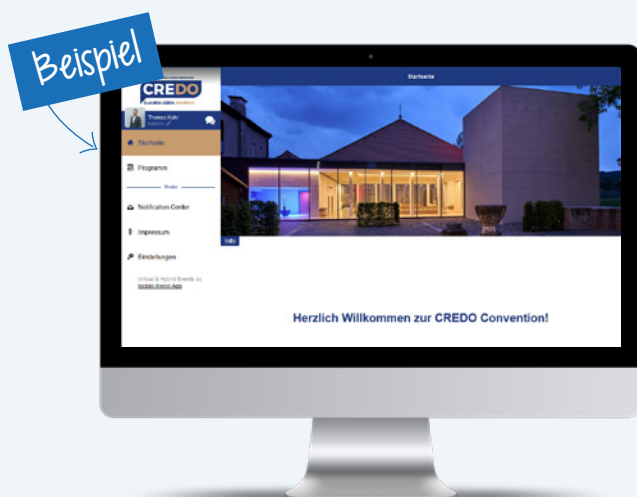 Beispiel
CREDO
Startseite
Thomas Kuhr
Startseite
Programm
Notification Center
Impressum
Einstellungen
Virtual & Hybrid Events by
Mobile-Event-App
Info
Herzlich Willkommen zur CREDO Convention!